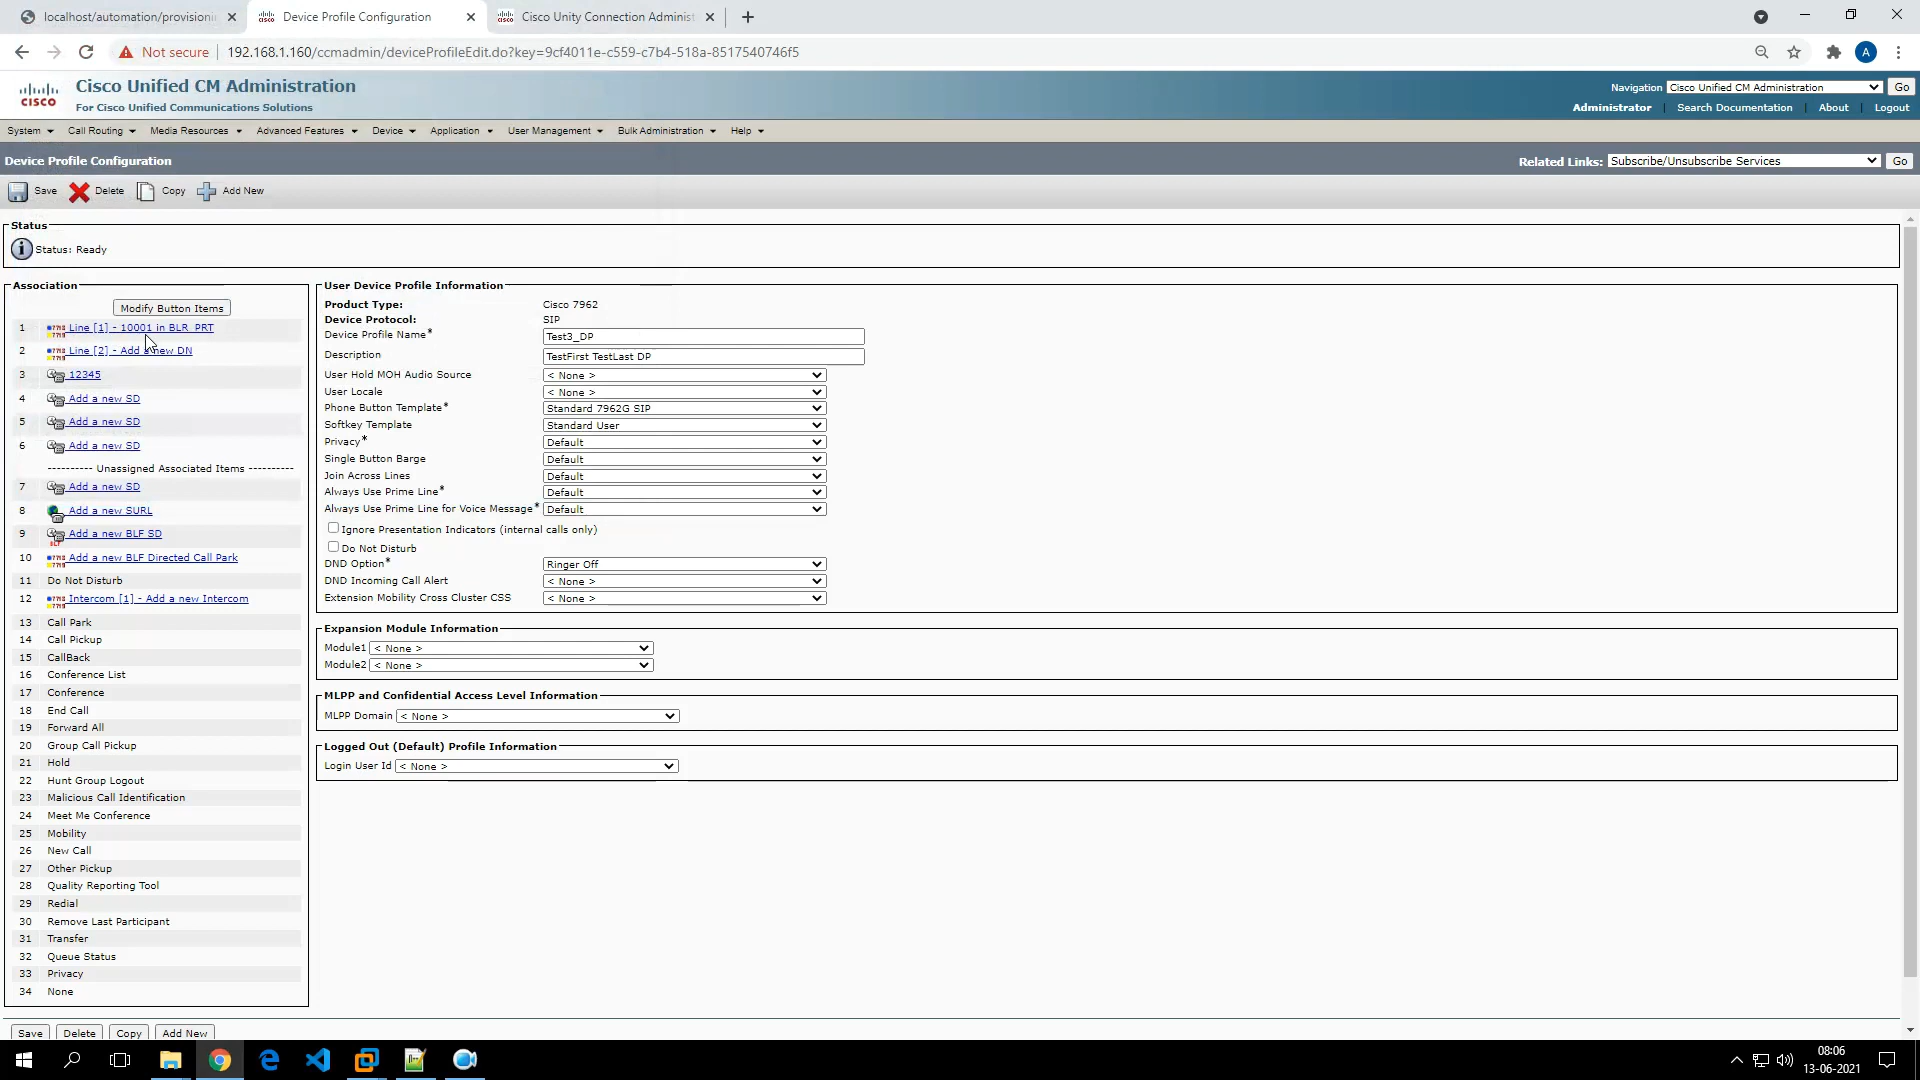 localhost/automation/provisionin
Device Profile Configuration
Cisco Unity Connection Administ
Not secure
192.168.1.160/ccmadmin/deviceProfileEdit.do?key=9cf4011e-c559-c7b4-518a-8517540746f5
A
CISCO
Cisco Unified CM Administration
For Cisco Unified Communications Solutions
Navigation Cisco Unified CM Administration Go
Administrator | Search Documentation | About | Logout
System Call Routing Media Resources Advanced Features Device Application User Management Bulk Administration Help
Device Profile Configuration
Related Links: Subscribe/Unsubscribe Services Go
Save Delete Copy Add New
Status
Status: Ready
Association
Modify Button Items
1 Line [1] - 10001 in BLR_PRT
2 Line [2] - Add a new DN
3 12345
4 Add a new SD
5 Add a new SD
6 Add a new SD
---------- Unassigned Associated Items ----------
7 Add a new SD
8 Add a new SURL
9 Add a new BLF SD
10 Add a new BLF Directed Call Park
11 Do Not Disturb
12 Intercom [1] - Add a new Intercom
13 Call Park
14 Call Pickup
15 CallBack
16 Conference List
17 Conference
18 End Call
19 Forward All
20 Group Call Pickup
21 Hold
22 Hunt Group Logout
23 Malicious Call Identification
24 Meet Me Conference
25 Mobility
26 New Call
27 Other Pickup
28 Quality Reporting Tool
29 Redial
30 Remove Last Participant
31 Transfer
32 Queue Status
33 Privacy
34 None
User Device Profile Information
Product Type: Cisco 7962
Device Protocol: SIP
Device Profile Name* Test3_DP
Description TestFirst TestLast DP
User Hold MOH Audio Source < None >
User Locale < None >
Phone Button Template* Standard 7962G SIP
Softkey Template Standard User
Privacy* Default
Single Button Barge Default
Join Across Lines Default
Always Use Prime Line* Default
Always Use Prime Line for Voice Message* Default
Ignore Presentation Indicators (internal calls only)
Do Not Disturb
DND Option* Ringer Off
DND Incoming Call Alert < None >
Extension Mobility Cross Cluster CSS < None >
Expansion Module Information
Module1 < None >
Module2 < None >
MLPP and Confidential Access Level Information
MLPP Domain < None >
Logged Out (Default) Profile Information
Login User Id < None >
Save Delete Copy Add New
08:06
13-06-2021